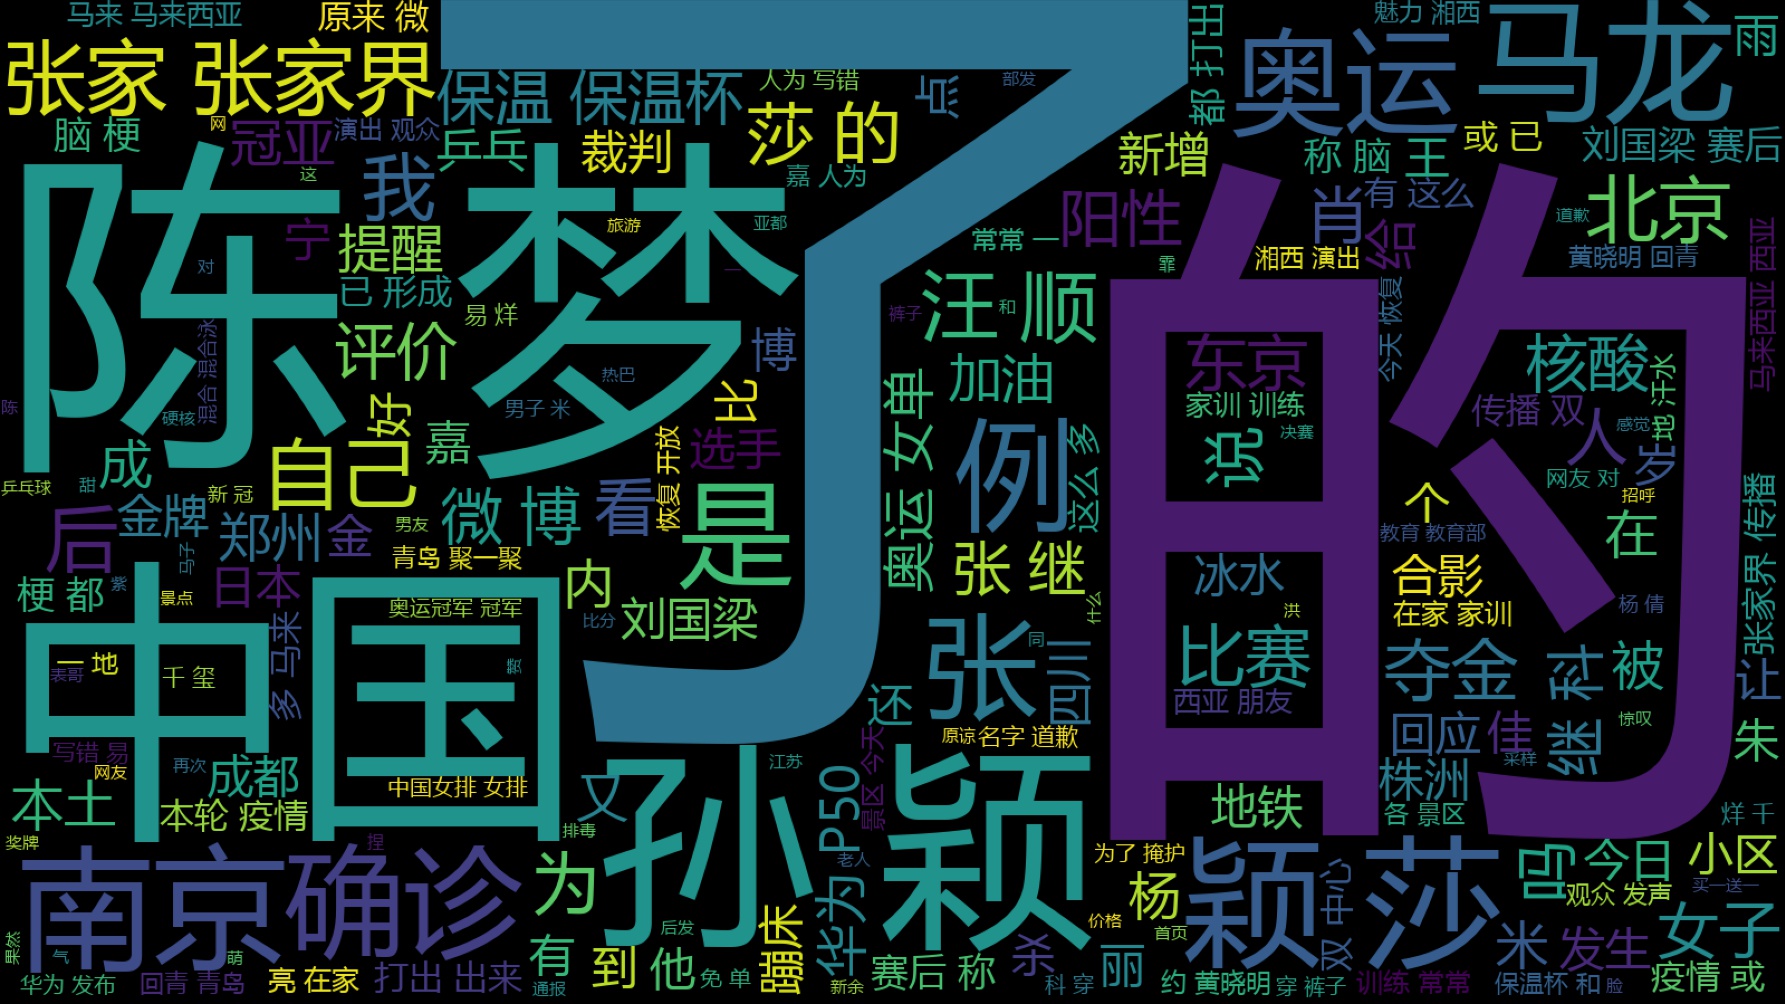 马来 马来西亚
原来 微
了
魅力 湘西
马龙
雨
张家 张家界
保温 保温杯
人为 写错
点
部发
都 打出
奥运
脑 梗
网
冠亚
演出 观众
乒乓
裁判
莎 的
新增
称 脑 王
或 已
刘国梁 赛后
陈梦
这
我
嘉 人为
阳性
肖
有 这么
给
道歉
北京
马来西亚 西亚
宁
提醒
旅游
亚都
一
常常 一
霏
湘西 演出
黄晓明 回青
的
对
已 形成
易 烊
裤子
汪 顺
和
今天 恢复
混合 混合泳
评价
热巴
博
加油
东京
核酸
陈
硬核
好
男子 米
比
奥运 女单
家训 训练
传播 双
地 汗水
成
自己
嘉
恢复 开放
选手
例
这么 多
说
决赛
人
感觉
岁
乒乓球
甜
新 冠
微 博
看
是
个
网友 对
招呼
后
金牌
郑州
金
男友
教育 教育部
在
张家界 传播
马子
青岛 聚一聚
张 继
冰水
合影
梗 都
紫
景点
日本
内
什么
洪
在家 家训
杨 倩
中国
奥运冠军 冠军
比分
刘国梁
张
同
四川
比赛
夺金
科
被
一 地
表哥
千 玺
多 马来
赟
还
西亚 朋友
让
写错 易
网友
再次
成都
孙颖
江苏
原谅
名字 道歉
回应
佳
继
惊叹
朱
采样
本土
本轮 疫情
中国女排 女排
又
华为 P50
景区 今天
株洲
地铁
各 景区
烊 千
奖牌
捏
排毒
老人
为了 掩护
颖莎
吗
今日
小区
南京
确诊
为
杨
双 中心
观众 发声
买一送一
果然
气
萌
后发
蹦床
价格
首页
女子
有
到
他
杀
丽
米
发生
华为 发布
回青 青岛
亮 在家
打出 出来
通报
免 单
新余
赛后 称
科 穿
约
黄晓明
穿 裤子
训练 常常
保温杯 和
脸
疫情 或